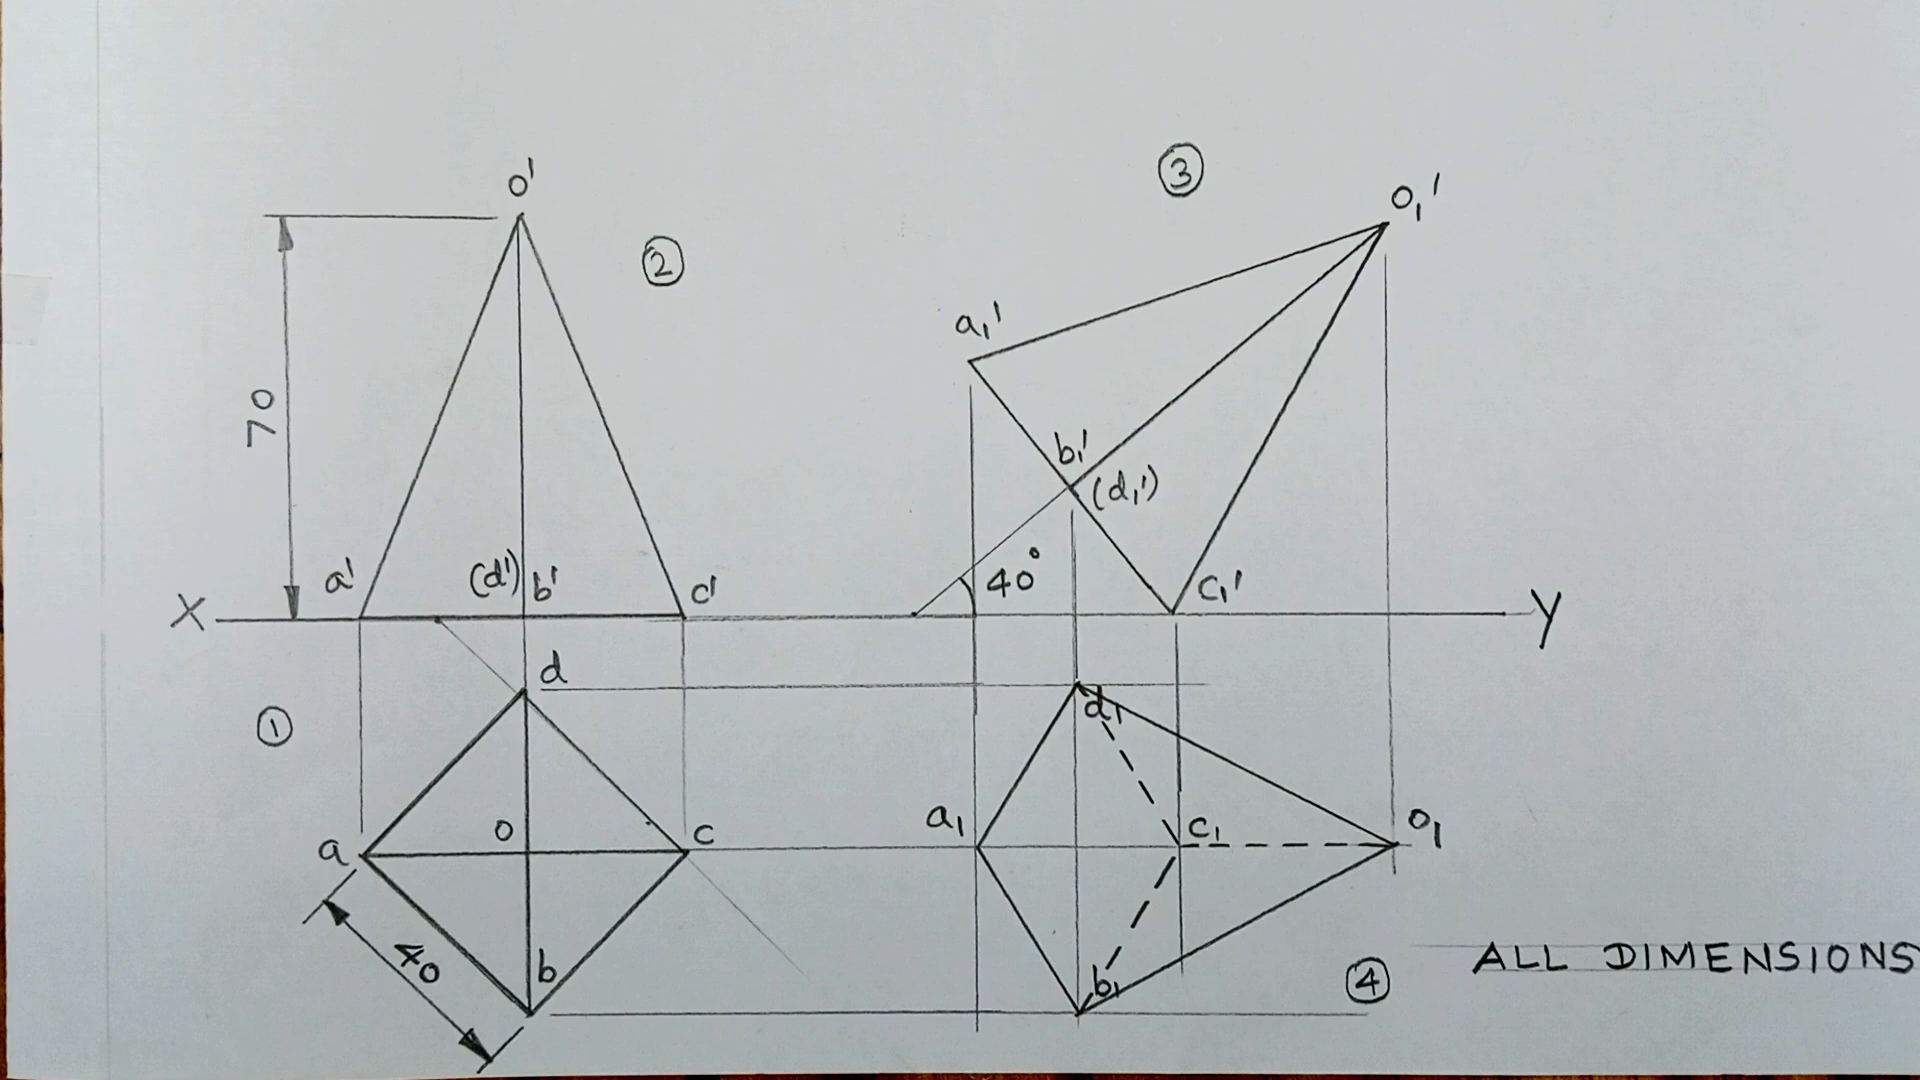 o'
②
③
o₁'
70
a₁'
b₁'
(d₁')
40°
a'
(d')
b'
c'
c₁'
X
Y
①
d
d₁
a
o
c
a₁
c₁
o₁
40
b
b₁
④
ALL DIMENSIONS